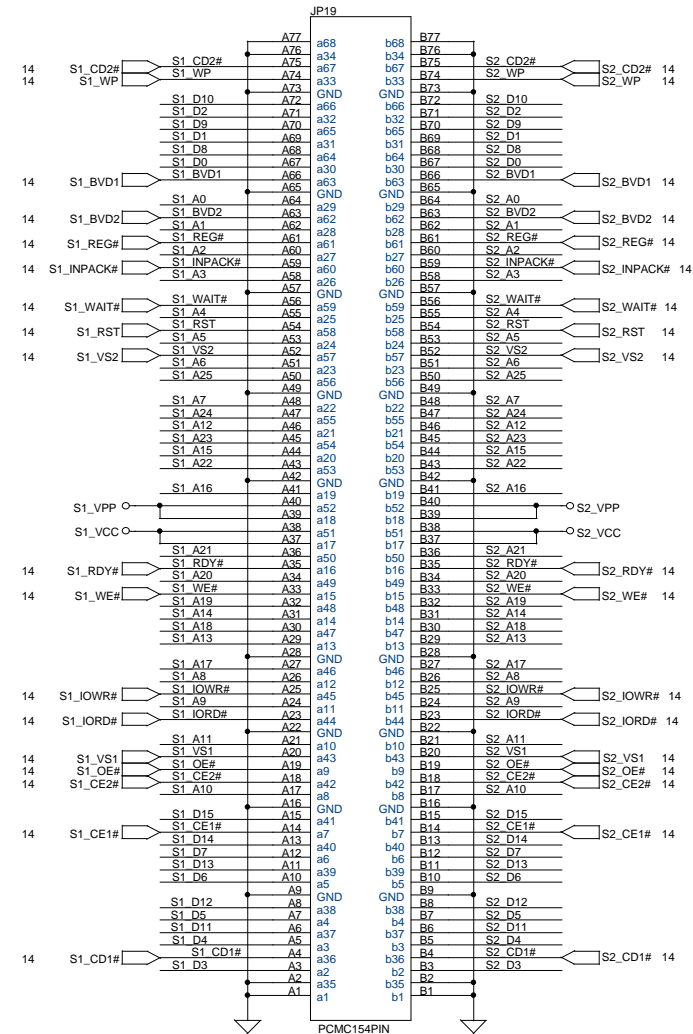 JP19
A77 a68 b68 B77
A76 a34 b34 B76
14 S1_CD2# S1_CD2# A75 a67 b67 B75 S2_CD2# S2_CD2# 14
14 S1_WP S1_WP A74 a33 b33 B74 S2_WP S2_WP 14
A73 GND GND B73
S1_D10 A72 a66 b66 B72 S2_D10
S1_D2 A71 a32 b32 B71 S2_D2
S1_D9 A70 a65 b65 B70 S2_D9
S1_D1 A69 a31 b31 B69 S2_D1
S1_D8 A68 a64 b64 B68 S2_D8
S1_D0 A67 a30 b30 B67 S2_D0
14 S1_BVD1 S1_BVD1 A66 a63 b63 B66 S2_BVD1 S2_BVD1 14
A65 GND GND B65
S1_A0 A64 a29 b29 B64 S2_A0
14 S1_BVD2 S1_BVD2 A63 a62 b62 B63 S2_BVD2 S2_BVD2 14
S1_A1 A62 a28 b28 B62 S2_A1
14 S1_REG# S1_REG# A61 a61 b61 B61 S2_REG# S2_REG# 14
S1_A2 A60 a27 b27 B60 S2_A2
14 S1_INPACK# S1_INPACK# A59 a60 b60 B59 S2_INPACK# S2_INPACK# 14
S1_A3 A58 a26 b26 B58 S2_A3
A57 GND GND B57
14 S1_WAIT# S1_WAIT# A56 a59 b59 B56 S2_WAIT# S2_WAIT# 14
S1_A4 A55 a25 b25 B55 S2_A4
14 S1_RST S1_RST A54 a58 b58 B54 S2_RST S2_RST 14
S1_A5 A53 a24 b24 B53 S2_A5
14 S1_VS2 S1_VS2 A52 a57 b57 B52 S2_VS2 S2_VS2 14
S1_A6 A51 a23 b23 B51 S2_A6
S1_A25 A50 a56 b56 B50 S2_A25
A49 GND GND B49
S1_A7 A48 a22 b22 B48 S2_A7
S1_A24 A47 a55 b55 B47 S2_A24
S1_A12 A46 a21 b21 B46 S2_A12
S1_A23 A45 a54 b54 B45 S2_A23
S1_A15 A44 a20 b20 B44 S2_A15
S1_A22 A43 a53 b53 B43 S2_A22
A42 GND GND B42
S1_A16 A41 a19 b19 B41 S2_A16
S1_VPP A40 a52 b52 B40 S2_VPP
A39 a18 b18 B39
S1_VCC A38 a51 b51 B38 S2_VCC
A37 a17 b17 B37
S1_A21 A36 a50 b50 B36 S2_A21
14 S1_RDY# S1_RDY# A35 a16 b16 B35 S2_RDY# S2_RDY# 14
S1_A20 A34 a49 b49 B34 S2_A20
14 S1_WE# S1_WE# A33 a15 b15 B33 S2_WE# S2_WE# 14
S1_A19 A32 a48 b48 B32 S2_A19
S1_A14 A31 a14 b14 B31 S2_A14
S1_A18 A30 a47 b47 B30 S2_A18
S1_A13 A29 a13 b13 B29 S2_A13
A28 GND GND B28
S1_A17 A27 a46 b46 B27 S2_A17
S1_A8 A26 a12 b12 B26 S2_A8
14 S1_IOWR# S1_IOWR# A25 a45 b45 B25 S2_IOWR# S2_IOWR# 14
S1_A9 A24 a11 b11 B24 S2_A9
14 S1_IORD# S1_IORD# A23 a44 b44 B23 S2_IORD# S2_IORD# 14
A22 GND GND B22
S1_A11 A21 a10 b10 B21 S2_A11
14 S1_VS1 S1_VS1 A20 a43 b43 B20 S2_VS1 S2_VS1 14
14 S1_OE# S1_OE# A19 a9 b9 B19 S2_OE# S2_OE# 14
14 S1_CE2# S1_CE2# A18 a42 b42 B18 S2_CE2# S2_CE2# 14
S1_A10 A17 a8 b8 B17 S2_A10
A16 GND GND B16
S1_D15 A15 a41 b41 B15 S2_D15
14 S1_CE1# S1_CE1# A14 a7 b7 B14 S2_CE1# S2_CE1# 14
S1_D14 A13 a40 b40 B13 S2_D14
S1_D7 A12 a6 b6 B12 S2_D7
S1_D13 A11 a39 b39 B11 S2_D13
S1_D6 A10 a5 b5 B10 S2_D6
A9 GND GND B9
S1_D12 A8 a38 b38 B8 S2_D12
S1_D5 A7 a4 b4 B7 S2_D5
S1_D11 A6 a37 b37 B6 S2_D11
S1_D4 A5 a3 b3 B5 S2_D4
14 S1_CD1# S1_CD1# A4 a36 b36 B4 S2_CD1# S2_CD1# 14
S1_D3 A3 a2 b2 B3 S2_D3
A2 a35 b35 B2
A1 a1 b1 B1
PCMC154PIN